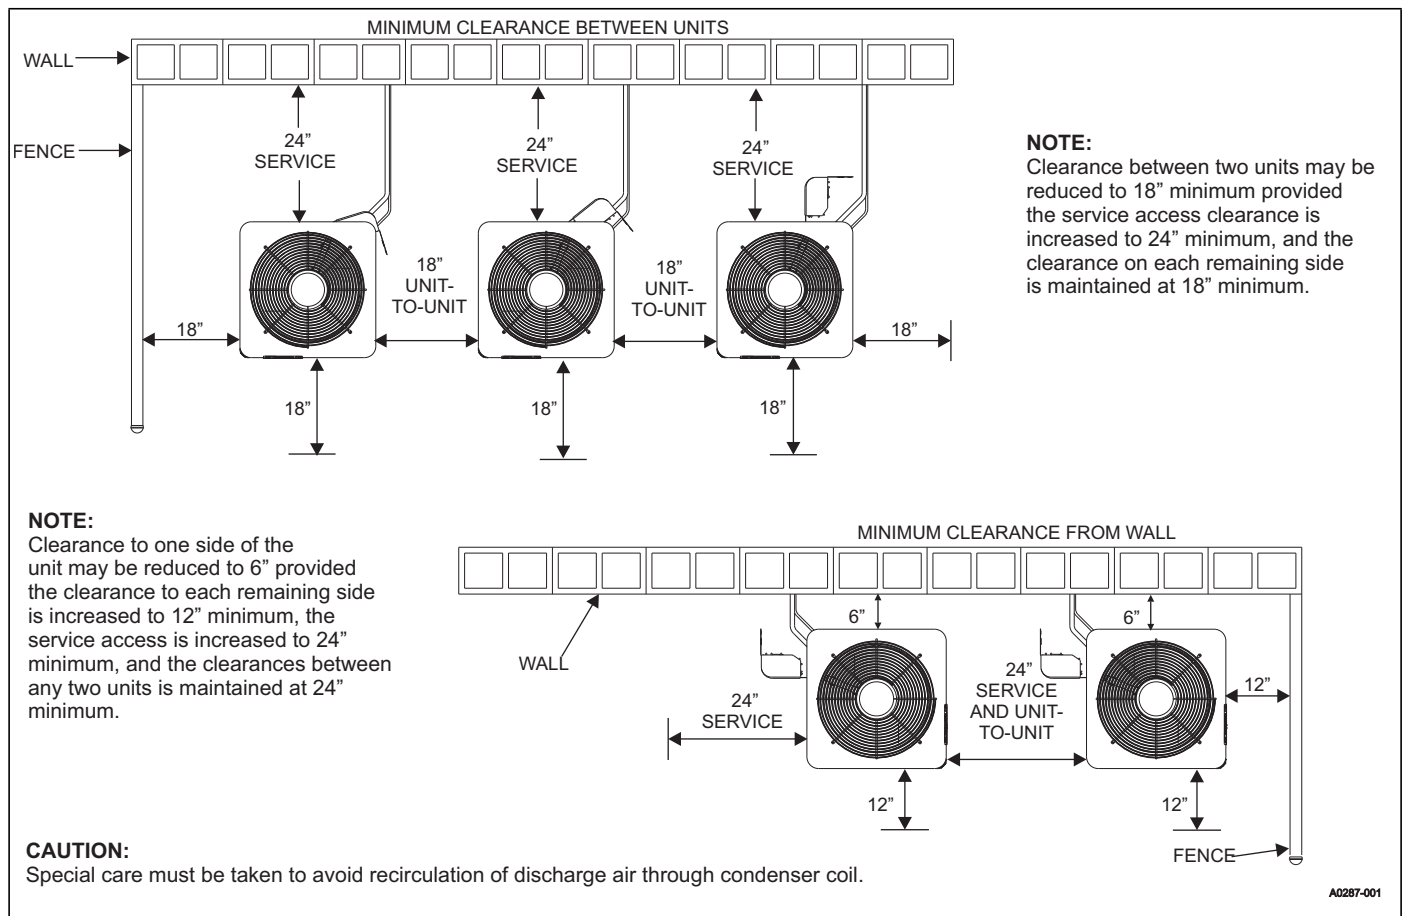 MINIMUM CLEARANCE BETWEEN UNITS
WALL
FENCE
24”
SERVICE
24”
SERVICE
24”
SERVICE
18”
UNIT-
TO-UNIT
18”
UNIT-
TO-UNIT
18”
18”
18”
18”
18”
NOTE:
Clearance between two units may be
reduced to 18” minimum provided
the service access clearance is
increased to 24” minimum, and the
clearance on each remaining side
is maintained at 18” minimum.
NOTE:
Clearance to one side of the
unit may be reduced to 6” provided
the clearance to each remaining side
is increased to 12” minimum, the
service access is increased to 24”
minimum, and the clearances between
any two units is maintained at 24”
minimum.
MINIMUM CLEARANCE FROM WALL
WALL
6”
6”
24”
SERVICE
24”
SERVICE
AND UNIT-
TO-UNIT
12”
12”
12”
FENCE
CAUTION:
Special care must be taken to avoid recirculation of discharge air through condenser coil.
A0287-001